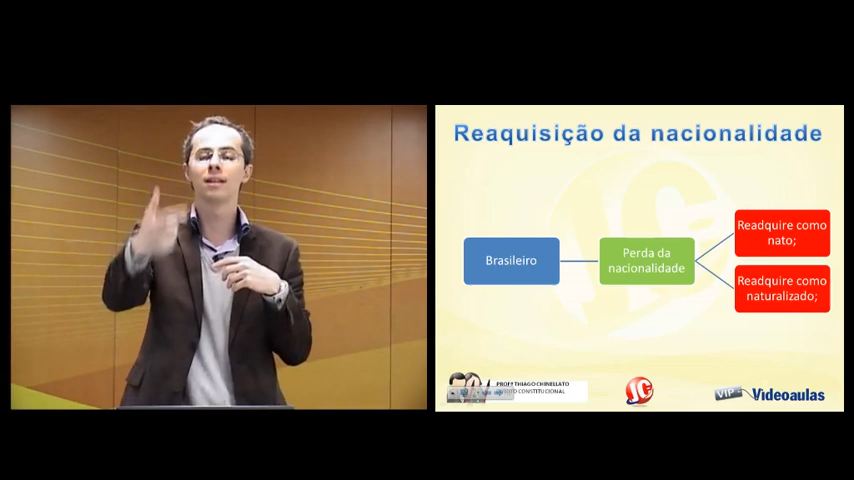 Reaquisição da nacionalidade
Brasileiro
Perda da
nacionalidade
Readquire como
nato;
Readquire como
naturalizado;
THIAGO CHINELLATO
CONSTITUCIONAL
JC
VIP Videoaulas